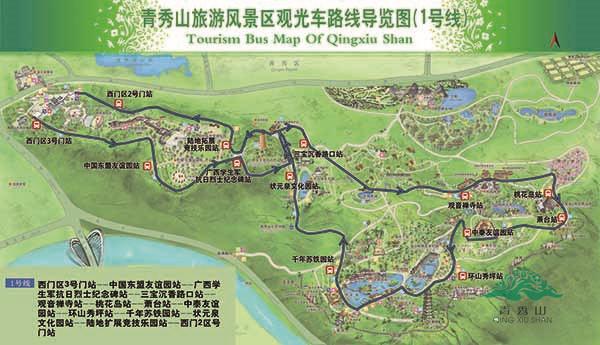 青秀山旅游风景区观光车路线导览图(1号线)
Tourism Bus Map Of Qingxiu Shan
西门区2号门站
西门区3号门站
陆地拓展
竞技乐园站
三宝沉香路口站
广西学生军
抗日烈士纪念碑站
中国东盟友谊园站
状元泉文化园站
桃花岛站
观音禅寺站
萧台站
中泰友谊园站
千年苏铁园站
环山秀坪站
青秀山
QING XIU SHAN
1号线
西门区3号门站---中国东盟友谊园站---广西学
生军抗日烈士纪念碑站---三宝沉香路口站---
观音禅寺站---桃花岛站---萧台站---中泰友谊
园站---环山秀坪站---千年苏铁园站---状元泉
文化园站---陆地扩展竞技乐园站---西门2区号
门站